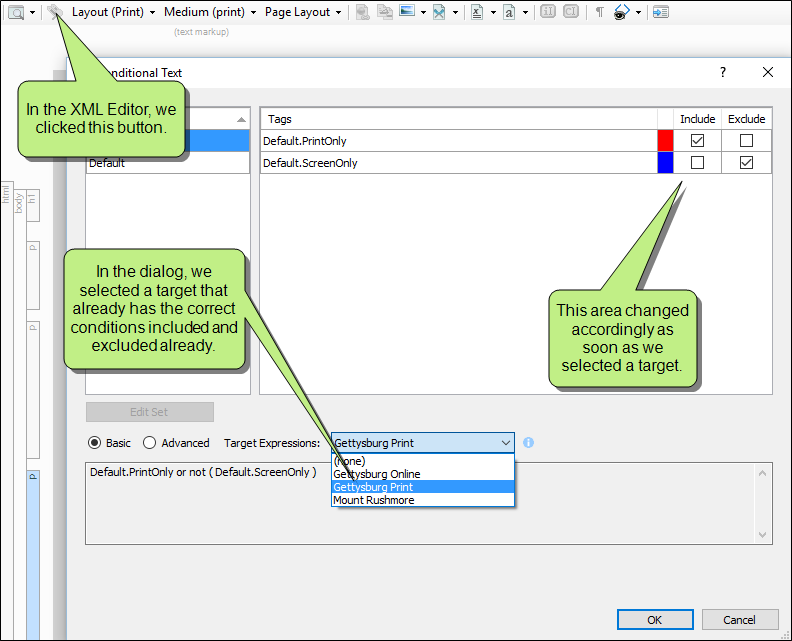 Layout (Print) Medium (print) Page Layout
(text markup)
Conditional Text ?
In the XML Editor, we
clicked this button.
Tags Include Exclude
Default.PrintOnly
Default
Default.ScreenOnly
html
body
h1
p
p
p
In the dialog, we
selected a target that
already has the correct
conditions included and
excluded already.
This area changed
accordingly as
soon as we
selected a target.
Edit Set
Basic Advanced Target Expressions: Gettysburg Print
(None)
Gettysburg Online
Gettysburg Print
Mount Rushmore
Default.PrintOnly or not ( Default.ScreenOnly )
OK Cancel